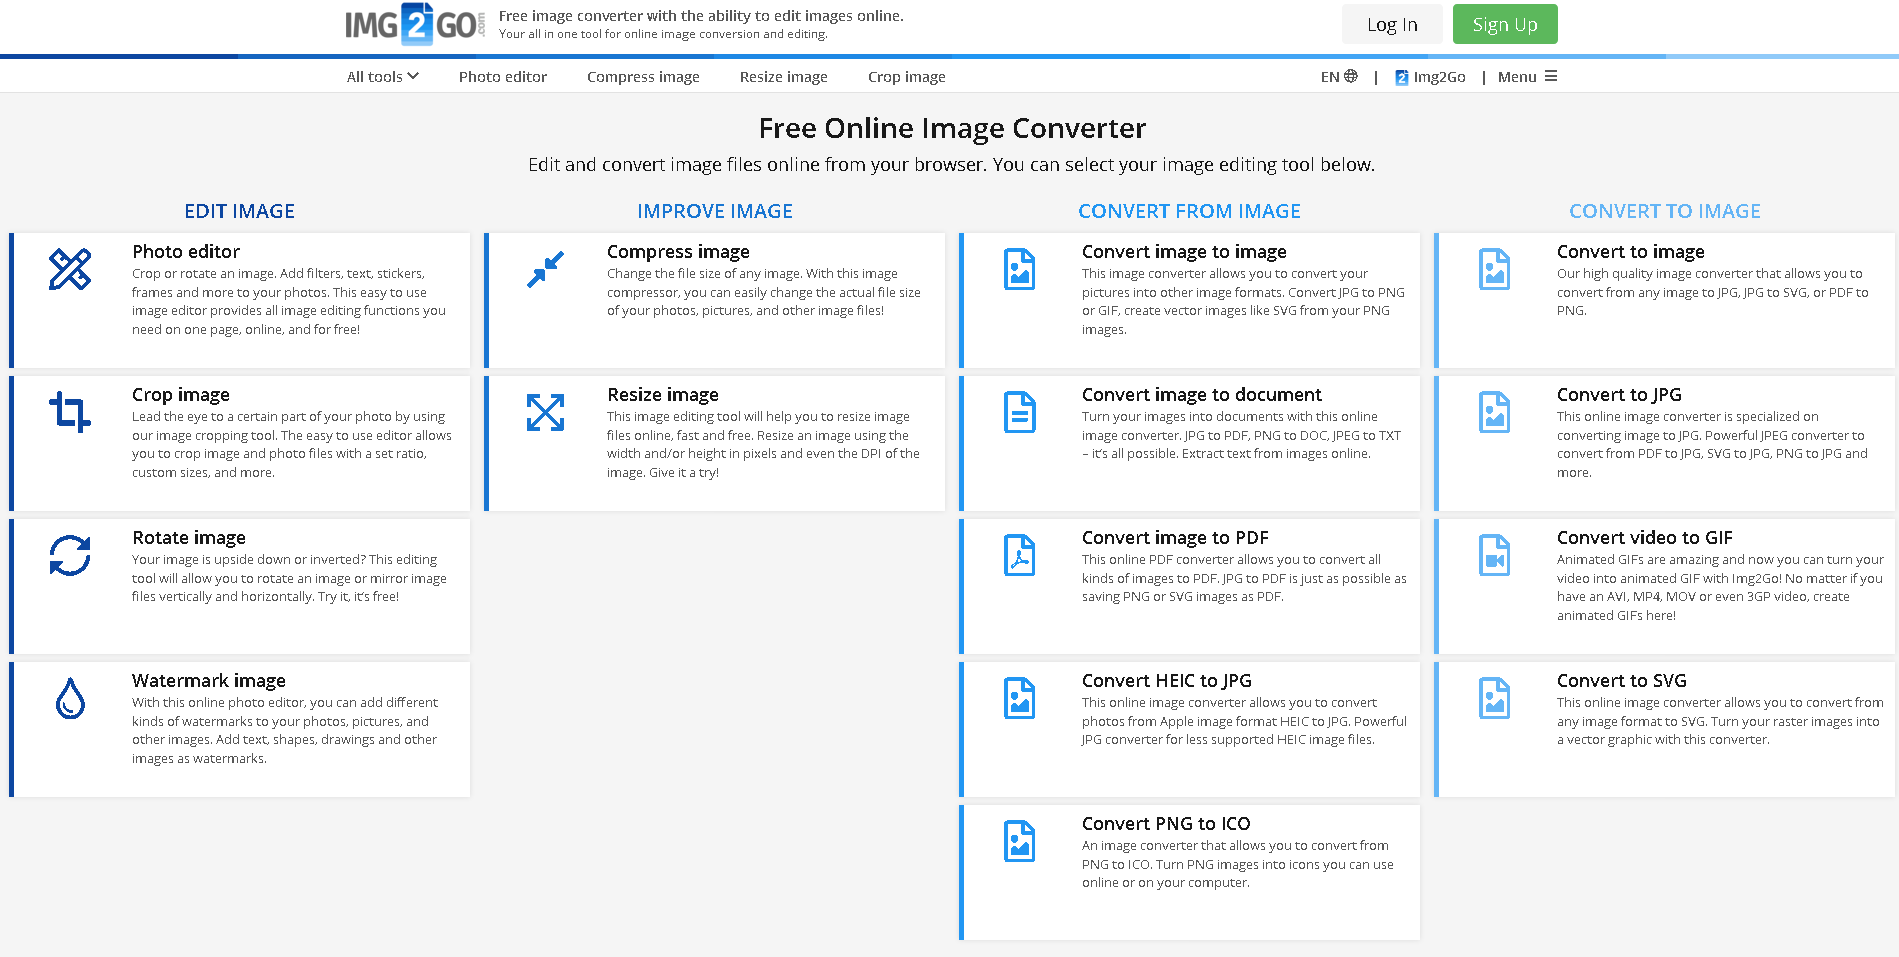 IMG2GO.com
Free image converter with the ability to edit images online.
Your all in one tool for online image conversion and editing.
Log In
Sign Up
All tools
Photo editor
Compress image
Resize image
Crop image
EN
|
2 Img2Go
|
Menu
Free Online Image Converter
Edit and convert image files online from your browser. You can select your image editing tool below.
EDIT IMAGE
Photo editor
Crop or rotate an image. Add filters, text, stickers,
frames and more to your photos. This easy to use
image editor provides all image editing functions you
need on one page, online, and for free!
Crop image
Lead the eye to a certain part of your photo by using
our image cropping tool. The easy to use editor allows
you to crop image and photo files with a set ratio,
custom sizes, and more.
Rotate image
Your image is upside down or inverted? This editing
tool will allow you to rotate an image or mirror image
files vertically and horizontally. Try it, it's free!
Watermark image
With this online photo editor, you can add different
kinds of watermarks to your photos, pictures, and
other images. Add text, shapes, drawings and other
images as watermarks.
IMPROVE IMAGE
Compress image
Change the file size of any image. With this image
compressor, you can easily change the actual file size
of your photos, pictures, and other image files!
Resize image
This image editing tool will help you to resize image
files online, fast and free. Resize an image using the
width and/or height in pixels and even the DPI of the
image. Give it a try!
CONVERT FROM IMAGE
Convert image to image
This image converter allows you to convert your
pictures into other image formats. Convert JPG to PNG
or GIF, create vector images like SVG from your PNG
images.
Convert image to document
Turn your images into documents with this online
image converter. JPG to PDF, PNG to DOC, JPEG to TXT
– it's all possible. Extract text from images online.
Convert image to PDF
This online PDF converter allows you to convert all
kinds of images to PDF. JPG to PDF is just as possible as
saving PNG or SVG images as PDF.
Convert HEIC to JPG
This online image converter allows you to convert
photos from Apple image format HEIC to JPG. Powerful
JPG converter for less supported HEIC image files.
Convert PNG to ICO
An image converter that allows you to convert from
PNG to ICO. Turn PNG images into icons you can use
online or on your computer.
CONVERT TO IMAGE
Convert to image
Our high quality image converter that allows you to
convert from any image to JPG, JPG to SVG, or PDF to
PNG.
Convert to JPG
This online image converter is specialized on
converting image to JPG. Powerful JPEG converter to
convert from PDF to JPG, SVG to JPG, PNG to JPG and
more.
Convert video to GIF
Animated GIFs are amazing and now you can turn your
video into animated GIF with Img2Go! No matter if you
have an AVI, MP4, MOV or even 3GP video, create
animated GIFs here!
Convert to SVG
This online image converter allows you to convert from
any image format to SVG. Turn your raster images into
a vector graphic with this converter.